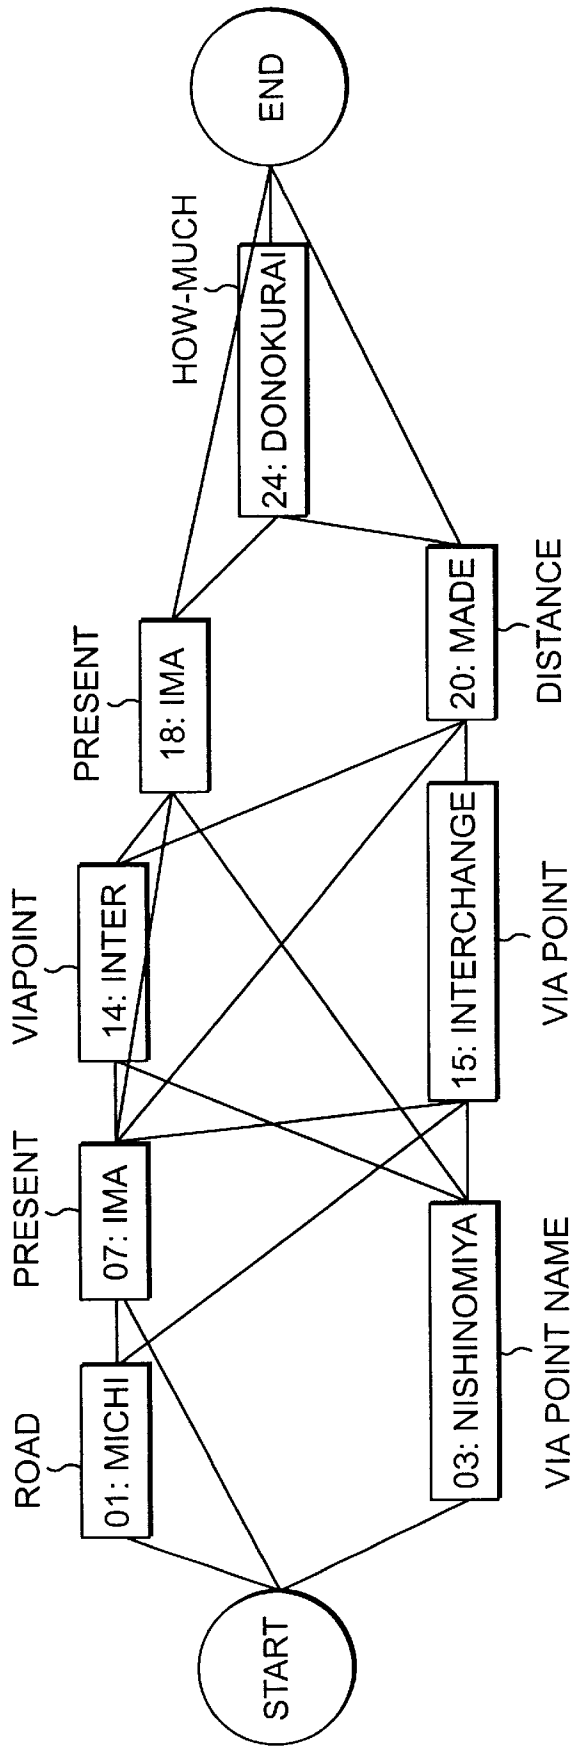 START
ROAD
01: MICHI
PRESENT
07: IMA
VIAPOINT
14: INTER
PRESENT
18: IMA
HOW-MUCH
24: DONOKURAI
END
03: NISHINOMIYA
VIA POINT NAME
15: INTERCHANGE
VIA POINT
20: MADE
DISTANCE